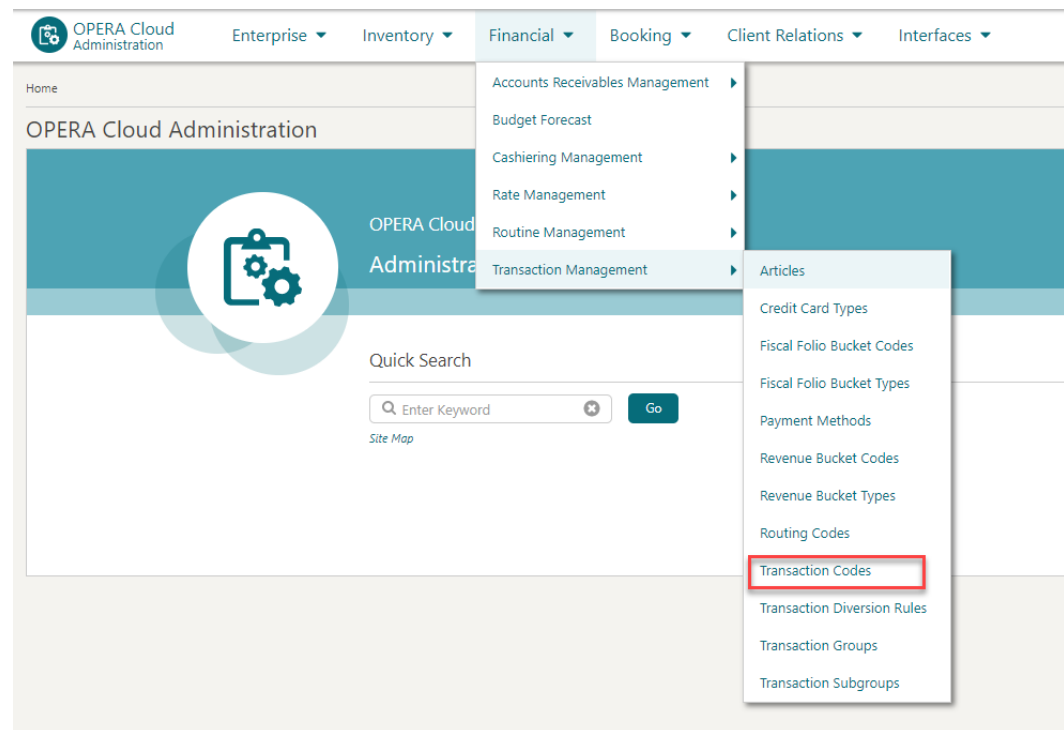 OPERA Cloud
Administration
Enterprise
Inventory
Financial
Booking
Client Relations
Interfaces
Home
OPERA Cloud Administration
Accounts Receivables Management
Budget Forecast
Cashiering Management
Rate Management
Routine Management
Transaction Management
OPERA Cloud
Administra
Articles
Credit Card Types
Fiscal Folio Bucket Codes
Fiscal Folio Bucket Types
Payment Methods
Revenue Bucket Codes
Revenue Bucket Types
Routing Codes
Transaction Codes
Transaction Diversion Rules
Transaction Groups
Transaction Subgroups
Quick Search
Enter Keyword
Go
Site Map